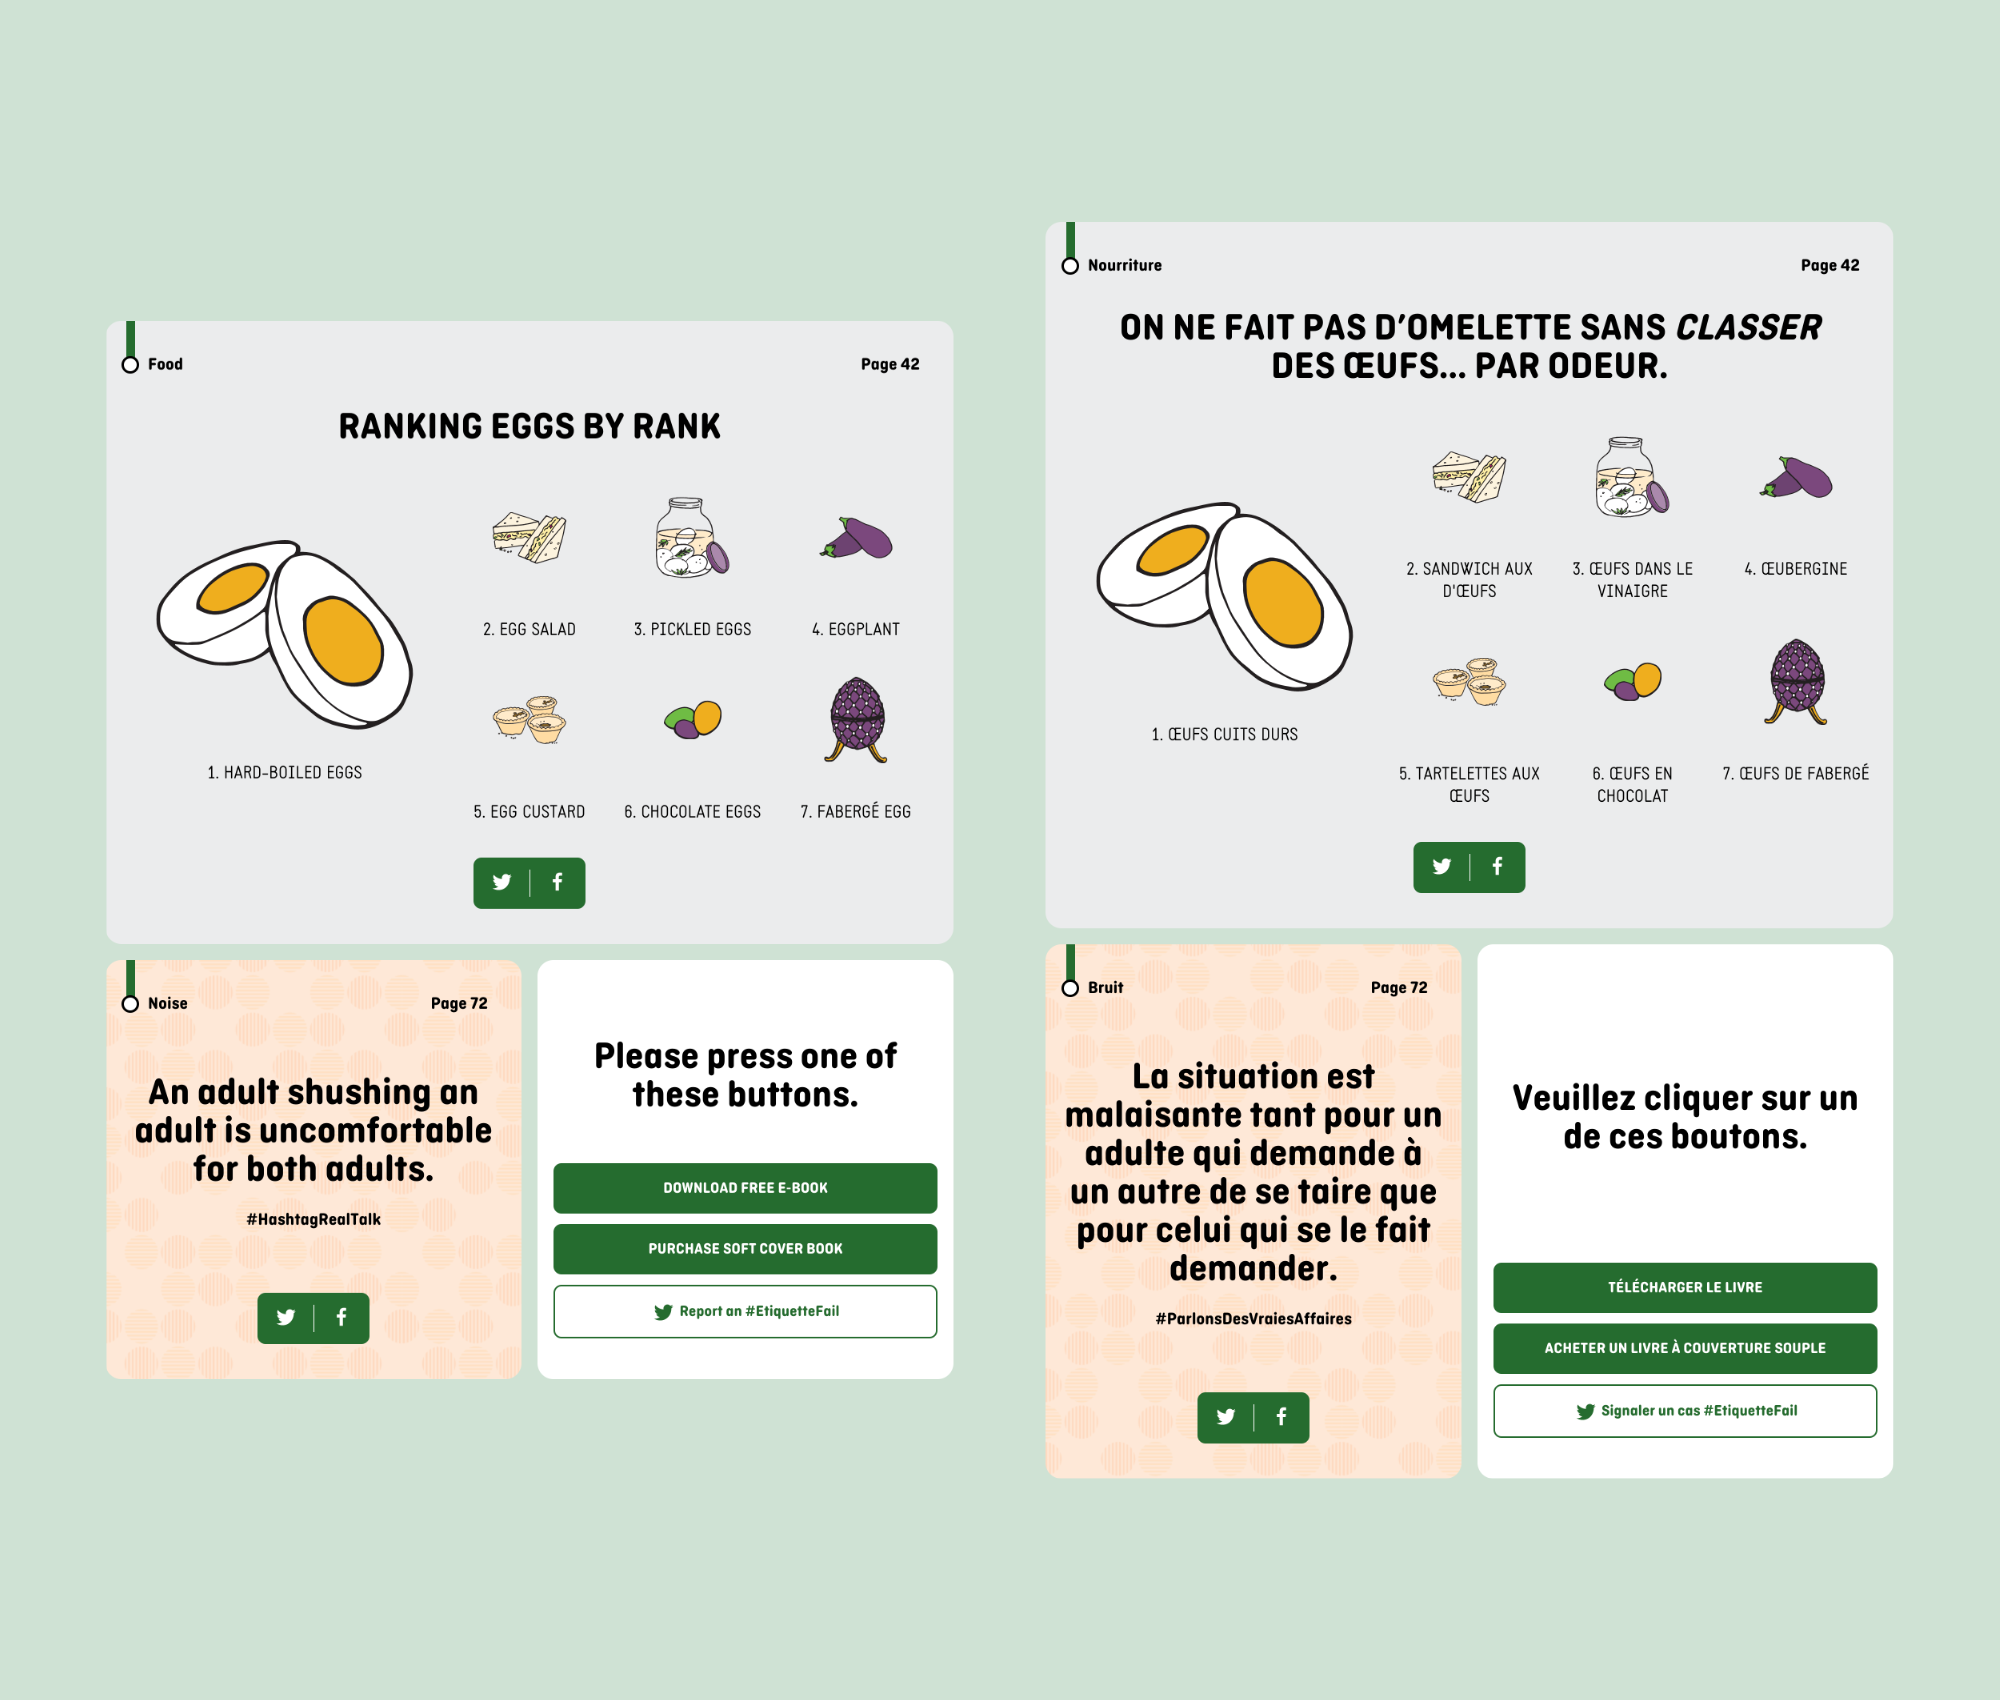 Food
Page 42
RANKING EGGS BY RANK
1. HARD-BOILED EGGS
2. EGG SALAD
3. PICKLED EGGS
4. EGGPLANT
5. EGG CUSTARD
6. CHOCOLATE EGGS
7. FABERGÉ EGG
Noise
Page 72
An adult shushing an
adult is uncomfortable
for both adults.
#HashtagRealTalk
Please press one of
these buttons.
DOWNLOAD FREE E-BOOK
PURCHASE SOFT COVER BOOK
Report an #EtiquetteFail
Nourriture
Page 42
ON NE FAIT PAS D'OMELETTE SANS CLASSER
DES ŒUFS... PAR ODEUR.
1. ŒUFS CUITS DURS
2. SANDWICH AUX
D'ŒUFS
3. ŒUFS DANS LE
VINAIGRE
4. ŒUBERGINE
5. TARTELETTES AUX
ŒUFS
6. ŒUFS EN
CHOCOLAT
7. ŒUFS DE FABERGÉ
Bruit
Page 72
La situation est
malaisante tant pour un
adulte qui demande à
un autre de se taire que
pour celui qui se le fait
demander.
#ParlonsDesVraiesAffaires
Veuillez cliquer sur un
de ces boutons.
TÉLÉCHARGER LE LIVRE
ACHETER UN LIVRE À COUVERTURE SOUPLE
Signaler un cas #EtiquetteFail